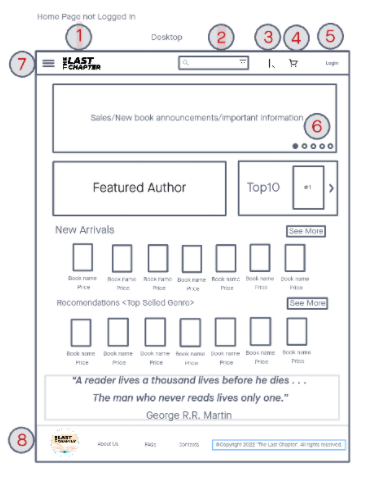 Home Page not Logged In
Desktop
1
2
3
4
5
7
THE LAST CHAPTER
Login
Sales/New book announcements/important information
6
Featured Author
Top10
#1
New Arrivals
See More
Book name Book name Book name Book name Book name Book name Book name
Price Price Price Price Price Price Price
Recomendations <Top Selled Genre>
See More
Book name Book name Book name Book name Book name Book name Book name
Price Price Price Price Price Price Price
"A reader lives a thousand lives before he dies . . .
The man who never reads lives only one."
George R.R. Martin
8
THE LAST CHAPTER
About Us
FAQs
Contacts
©Copyright 2022 'The Last Chapter'. All rights reserved.